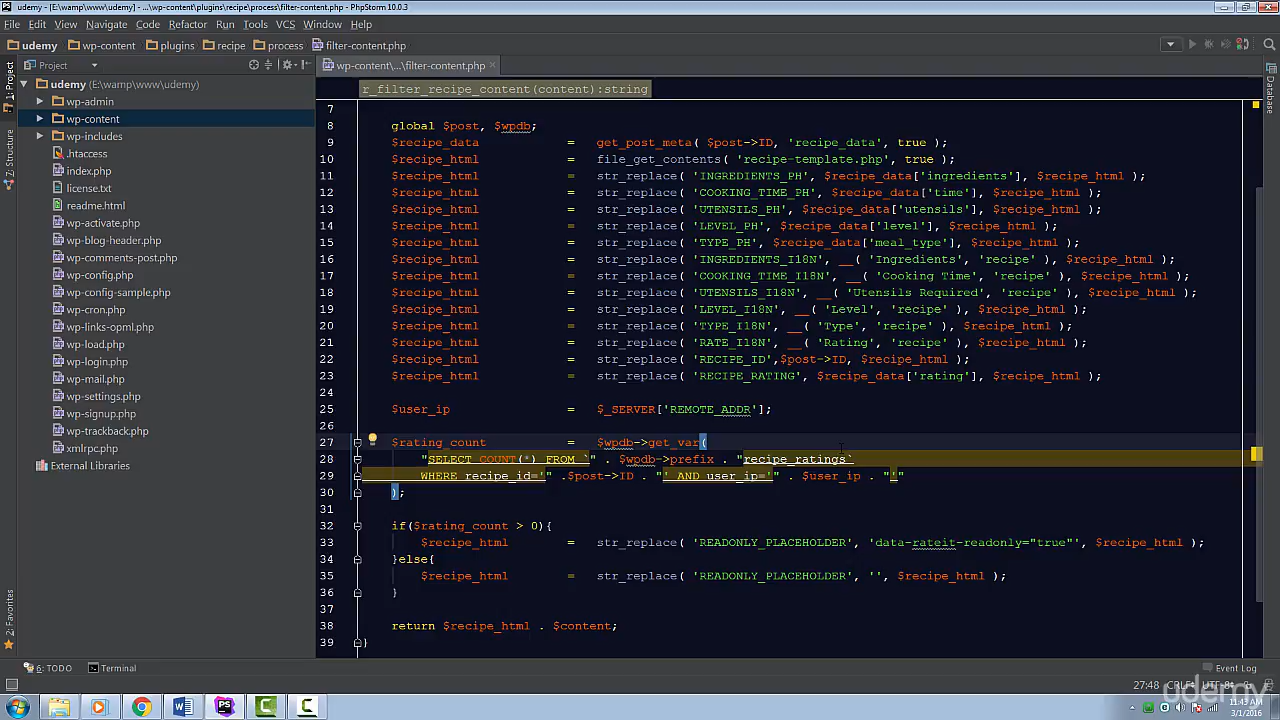 udemy - [E:\wamp\www\udemy] - ...\wp-content\plugins\recipe\process\filter-content.php - PhpStorm 10.0.3
File Edit View Navigate Code Refactor Run Tools VCS Window Help
udemy wp-content plugins recipe process filter-content.php
Project
wp-content\...\filter-content.php
1: Project
Z: Structure
2: Favorites
Database
udemy (E:\wamp\www\udemy)
wp-admin
wp-content
wp-includes
.htaccess
index.php
license.txt
readme.html
wp-activate.php
wp-blog-header.php
wp-comments-post.php
wp-config.php
wp-config-sample.php
wp-cron.php
wp-links-opml.php
wp-load.php
wp-login.php
wp-mail.php
wp-settings.php
wp-signup.php
wp-trackback.php
xmlrpc.php
External Libraries
r_filter_recipe_content(content):string
7
8 global $post, $wpdb;
9 $recipe_data = get_post_meta( $post->ID, 'recipe_data', true );
10 $recipe_html = file_get_contents( 'recipe-template.php', true );
11 $recipe_html = str_replace( 'INGREDIENTS_PH', $recipe_data['ingredients'], $recipe_html );
12 $recipe_html = str_replace( 'COOKING_TIME_PH', $recipe_data['time'], $recipe_html );
13 $recipe_html = str_replace( 'UTENSILS_PH', $recipe_data['utensils'], $recipe_html );
14 $recipe_html = str_replace( 'LEVEL_PH', $recipe_data['level'], $recipe_html );
15 $recipe_html = str_replace( 'TYPE_PH', $recipe_data['meal_type'], $recipe_html );
16 $recipe_html = str_replace( 'INGREDIENTS_I18N', __( 'Ingredients', 'recipe' ), $recipe_html );
17 $recipe_html = str_replace( 'COOKING_TIME_I18N', __( 'Cooking Time', 'recipe' ), $recipe_html );
18 $recipe_html = str_replace( 'UTENSILS_I18N', __( 'Utensils Required', 'recipe' ), $recipe_html );
19 $recipe_html = str_replace( 'LEVEL_I18N', __( 'Level', 'recipe' ), $recipe_html );
20 $recipe_html = str_replace( 'TYPE_I18N', __( 'Type', 'recipe' ), $recipe_html );
21 $recipe_html = str_replace( 'RATE_I18N', __( 'Rating', 'recipe' ), $recipe_html );
22 $recipe_html = str_replace( 'RECIPE_ID',$post->ID, $recipe_html );
23 $recipe_html = str_replace( 'RECIPE_RATING', $recipe_data['rating'], $recipe_html );
24
25 $user_ip = $_SERVER['REMOTE_ADDR'];
26
27 $rating_count = $wpdb->get_var(
28 "SELECT COUNT(*) FROM `" . $wpdb->prefix . "recipe_ratings`
29 WHERE recipe_id='" .$post->ID . "' AND user_ip='" . $user_ip . "'"
30 );
31
32 if($rating_count > 0){
33 $recipe_html = str_replace( 'READONLY_PLACEHOLDER', 'data-rateit-readonly="true"', $recipe_html );
34 }else{
35 $recipe_html = str_replace( 'READONLY_PLACEHOLDER', '', $recipe_html );
36 }
37
38 return $recipe_html . $content;
39 }
6: TODO Terminal Event Log
27:48 CRLF UTF-8
udemy
11:43 AM
3/1/2016